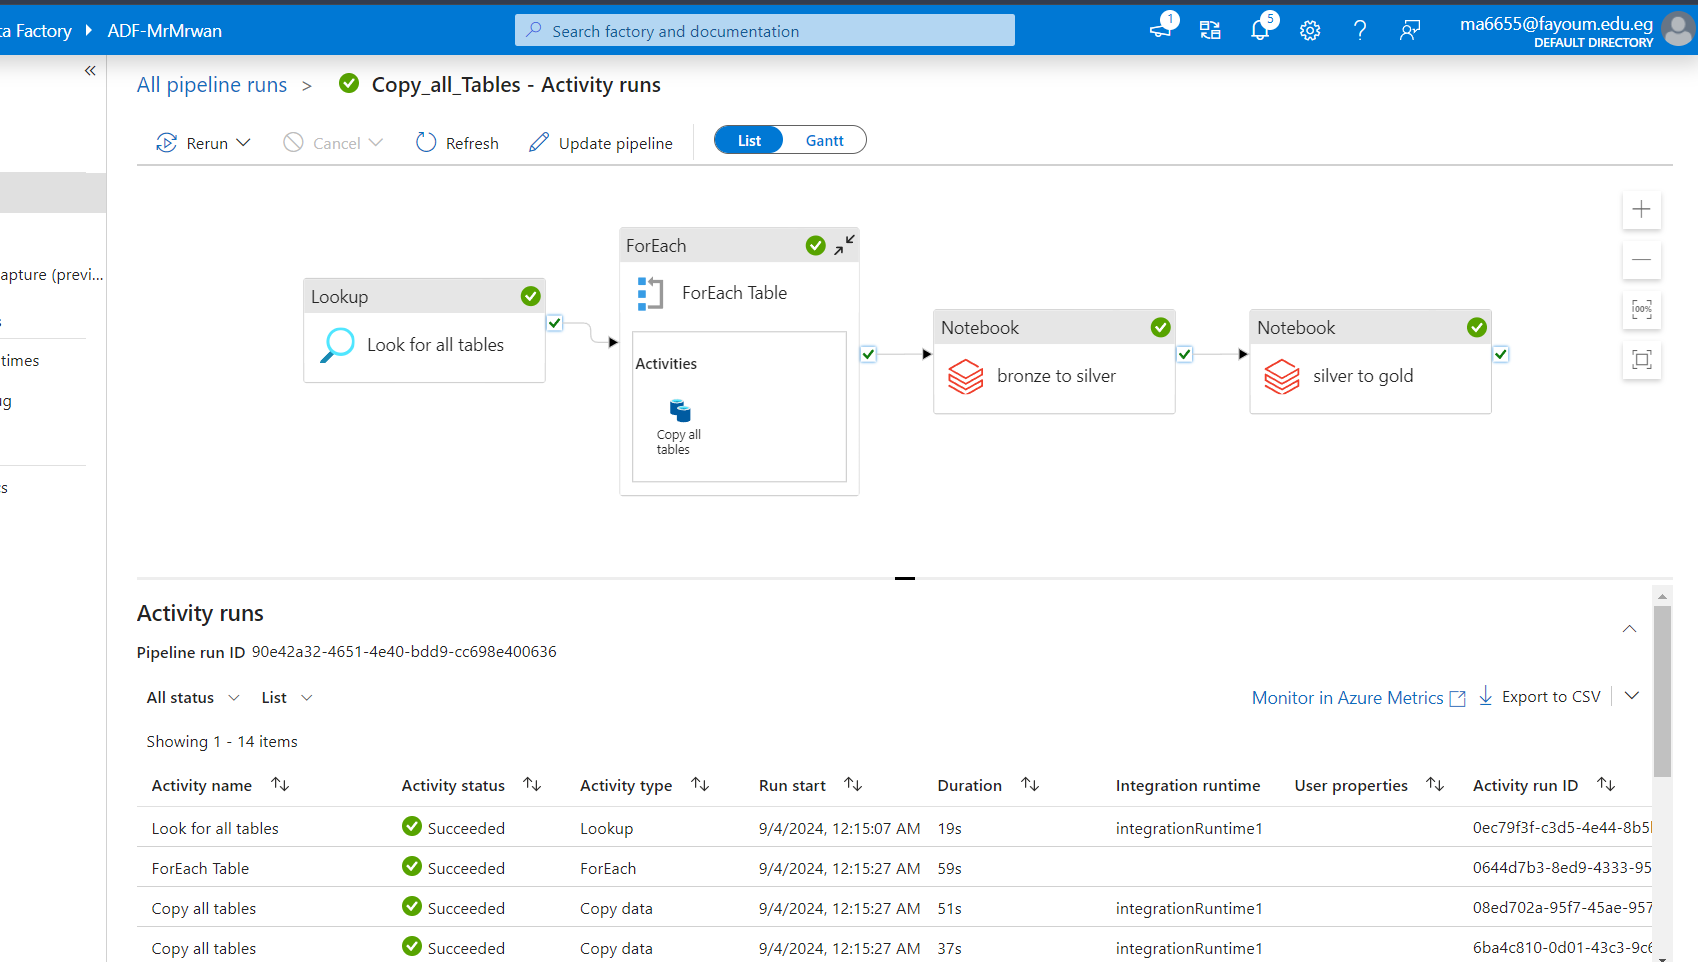 ta Factory ADF-MrMrwan
Search factory and documentation
1
5
ma6655@fayoum.edu.eg
DEFAULT DIRECTORY
All pipeline runs > Copy_all_Tables - Activity runs
Rerun Cancel Refresh Update pipeline List Gantt
apture (previ...
times
ug
cs
Lookup
Look for all tables
ForEach
ForEach Table
Activities
Copy all
tables
Notebook
bronze to silver
Notebook
silver to gold
100%
Activity runs
Pipeline run ID 90e42a32-4651-4e40-bdd9-cc698e400636
All status List
Monitor in Azure Metrics Export to CSV
Showing 1 - 14 items
Activity name Activity status Activity type Run start Duration Integration runtime User properties Activity run ID
Look for all tables Succeeded Lookup 9/4/2024, 12:15:07 AM 19s integrationRuntime1 0ec79f3f-c3d5-4e44-8b5
ForEach Table Succeeded ForEach 9/4/2024, 12:15:27 AM 59s 0644d7b3-8ed9-4333-95
Copy all tables Succeeded Copy data 9/4/2024, 12:15:27 AM 51s integrationRuntime1 08ed702a-95f7-45ae-957
Copy all tables Succeeded Copy data 9/4/2024, 12:15:27 AM 37s integrationRuntime1 6ba4c810-0d01-43c3-9c6